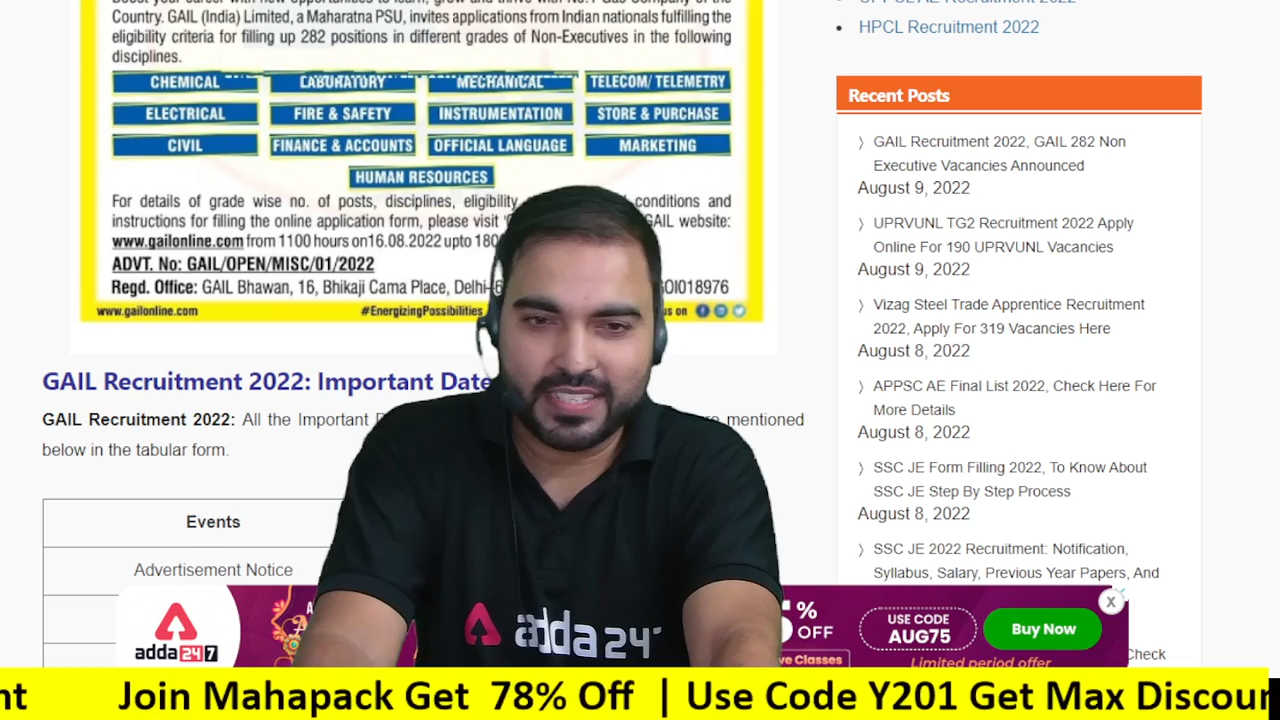 Country. GAIL (India) Limited, a Maharatna PSU, invites applications from Indian nationals fulfilling the
eligibility criteria for filling up 282 positions in different grades of Non-Executives in the following
disciplines.
CHEMICAL LABORATORY MECHANICAL TELECOM/ TELEMETRY
ELECTRICAL FIRE & SAFETY INSTRUMENTATION STORE & PURCHASE
CIVIL FINANCE & ACCOUNTS OFFICIAL LANGUAGE MARKETING
HUMAN RESOURCES
For details of grade wise no. of posts, disciplines, eligibility conditions and
instructions for filling the online application form, please visit GAIL website:
www.gailonline.com from 1100 hours on16.08.2022 upto
ADVT. No: GAIL/OPEN/MISC/01/2022
Regd. Office: GAIL Bhawan, 16, Bhikaji Cama Place, Delhi-6 GOI018976
www.gailonline.com #EnergizingPossibilities us on
GAIL Recruitment 2022: Important Date
GAIL Recruitment 2022: All the Important mentioned
below in the tabular form.
Events
Advertisement Notice
HPCL Recruitment 2022
Recent Posts
GAIL Recruitment 2022, GAIL 282 Non
Executive Vacancies Announced
August 9, 2022
UPRVUNL TG2 Recruitment 2022 Apply
Online For 190 UPRVUNL Vacancies
August 9, 2022
Vizag Steel Trade Apprentice Recruitment
2022, Apply For 319 Vacancies Here
August 8, 2022
APPSC AE Final List 2022, Check Here For
More Details
August 8, 2022
SSC JE Form Filling 2022, To Know About
SSC JE Step By Step Process
August 8, 2022
SSC JE 2022 Recruitment: Notification,
Syllabus, Salary, Previous Year Papers, And
Check
adda247
adda247
5% OFF
ve Classes
USE CODE
AUG75
Buy Now
X
Limited period offer
nt Join Mahapack Get 78% Off | Use Code Y201 Get Max Discoun